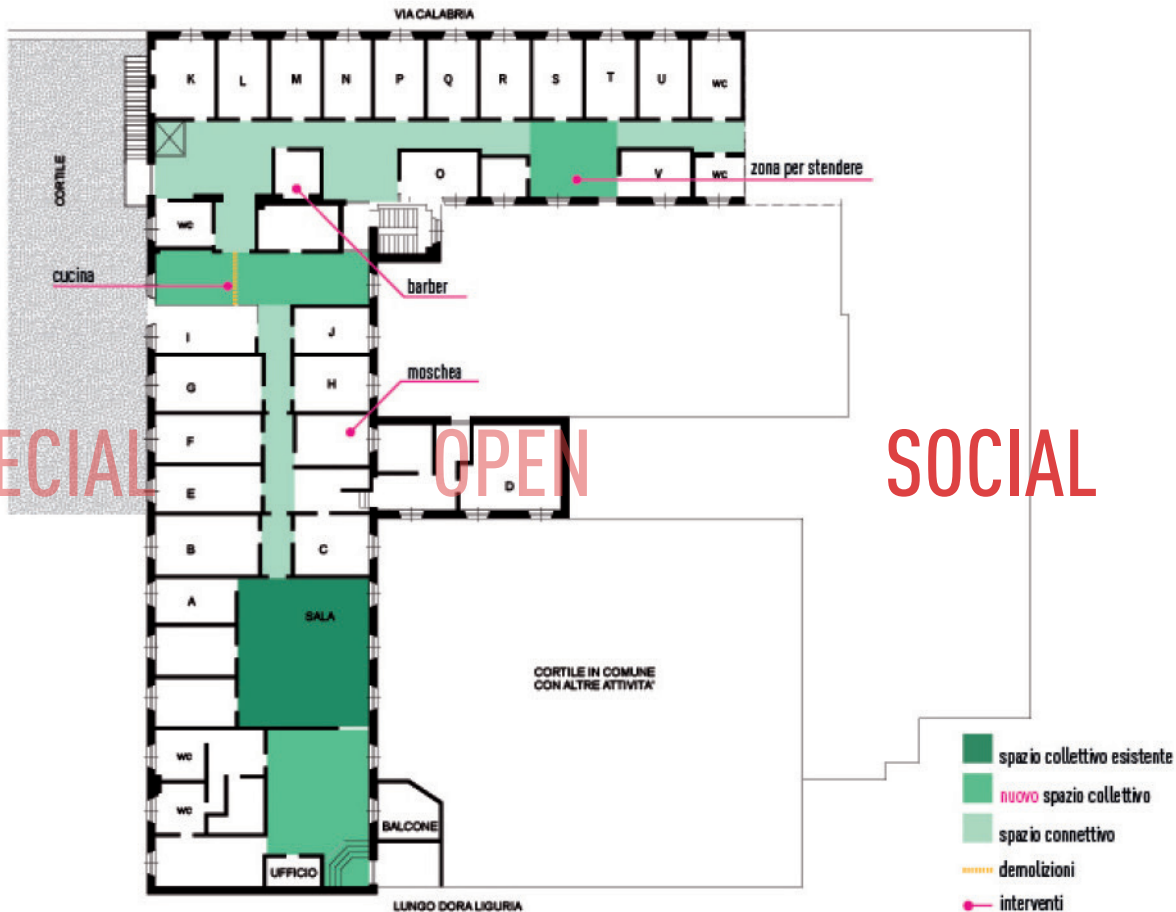 VIA CALABRIA
K L M N P Q R S T U WC
CORTILE
O V WC
zona per stendere
WC
cucina
barber
I J
G H
moschea
F
ECIAL OPEN SOCIAL
E D
B C
A
SALA
CORTILE IN COMUNE
CON ALTRE ATTIVITA'
WC
WC
BALCONE
UFFICIO
LUNGO DORA LIGURIA
spazio collettivo esistente
nuovo spazio collettivo
spazio connettivo
demolizioni
interventi